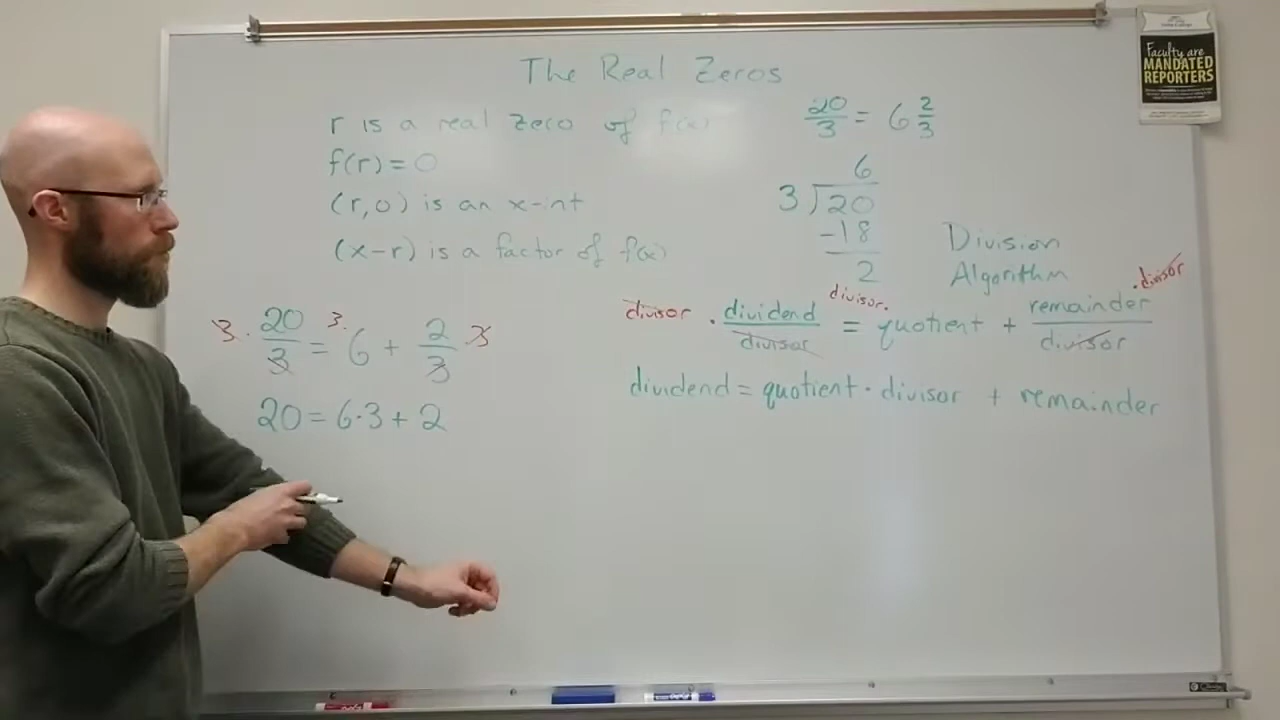 The Real Zeros
r is a real zero of f(x)
f(r) = 0
(r,0) is an x-int
(x-r) is a factor of f(x)
20/3 = 6 2/3
6
3)20
-18
2
Division
Algorithm
3. 20/3 = 3. 6 + 2/3 . 3
20 = 6·3 + 2
divisor . dividend/divisor = divisor. quotient + remainder/divisor . divisor
dividend = quotient · divisor + remainder
Faculty are
MANDATED
REPORTERS